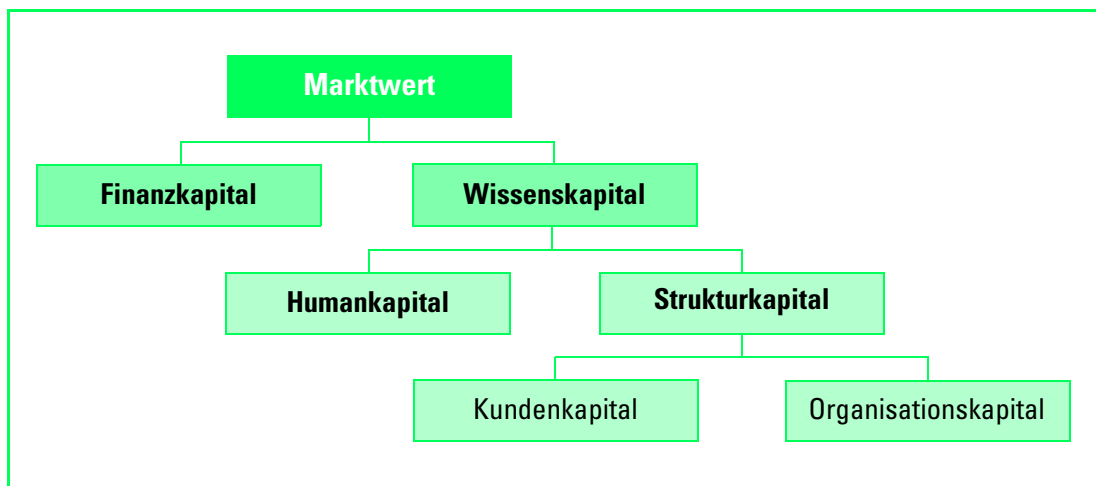 Marktwert
Finanzkapital
Wissenskapital
Humankapital
Strukturkapital
Kundenkapital
Organisationskapital